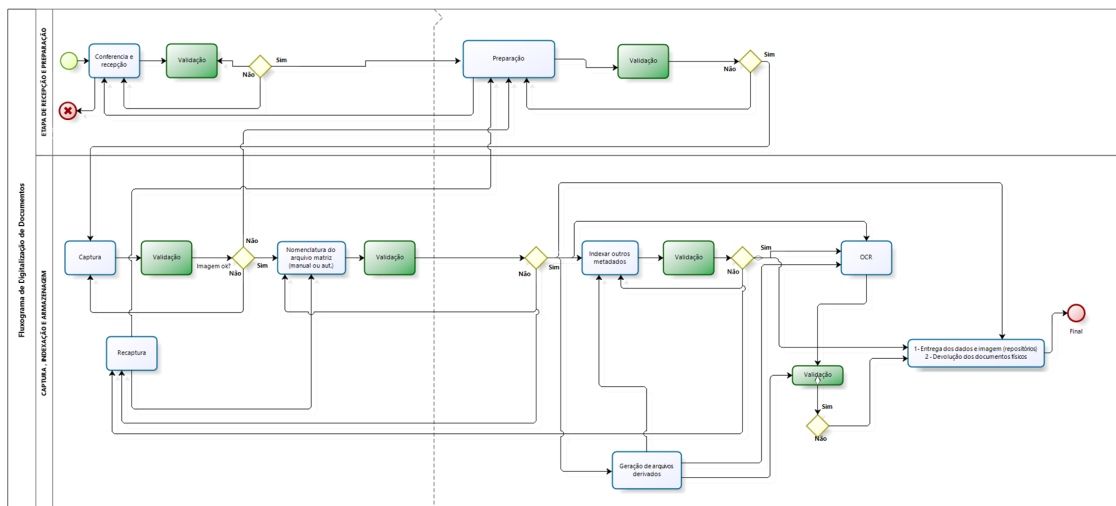 Fluxograma de Digitalização de Documentos
ETAPA DE RECEPÇÃO E PREPARAÇÃO
Conferencia e
recepção
Validação
Sim
Não
Preparação
Validação
Sim
Não
CAPTURA , INDEXAÇÃO E ARMAZENAGEM
Captura
Validação
Imagem ok?
Não
Não
Sim
Nomenclatura do
arquivo matriz
(manual ou aut.)
Validação
Não
Sim
Indexar outros
metadados
Validação
Não
Sim
OCR
Recaptura
Validação
Sim
Não
1- Entrega dos dados e imagem (repositórios)
2 - Devolução dos documentos físicos
Final
Geração de arquivos
derivados